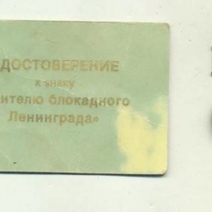 ДОСТОВЕРЕНИЕ
к знаку
ителю блокадного
Ленинграда»